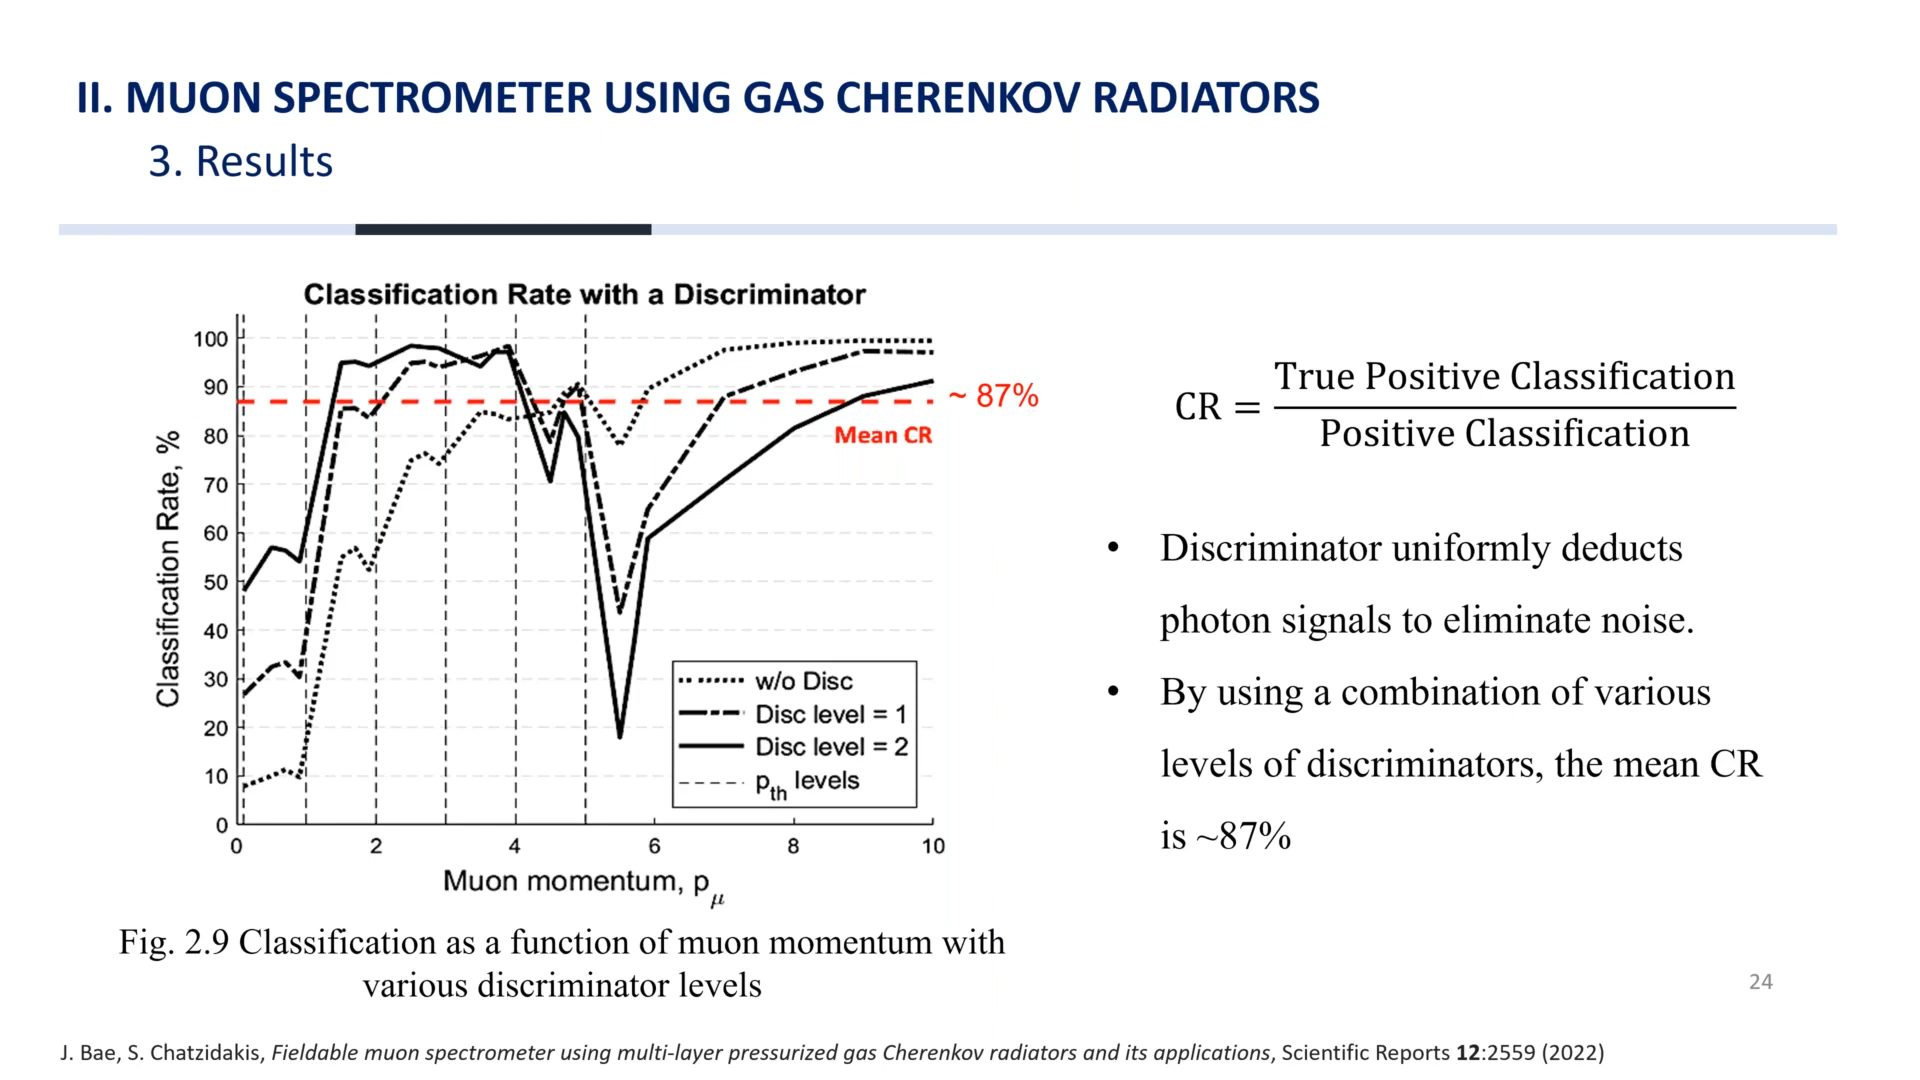 II. MUON SPECTROMETER USING GAS CHERENKOV RADIATORS
3. Results
Classification Rate with a Discriminator
100
90
80
70
60
50
40
30
20
10
0
Classification Rate, %
~ 87%
Mean CR
w/o Disc
Disc level = 1
Disc level = 2
p_th levels
0 2 4 6 8 10
Muon momentum, p_μ
Fig. 2.9 Classification as a function of muon momentum with
various discriminator levels
CR = True Positive Classification / Positive Classification
• Discriminator uniformly deducts
photon signals to eliminate noise.
• By using a combination of various
levels of discriminators, the mean CR
is ~87%
24
J. Bae, S. Chatzidakis, Fieldable muon spectrometer using multi-layer pressurized gas Cherenkov radiators and its applications, Scientific Reports 12:2559 (2022)